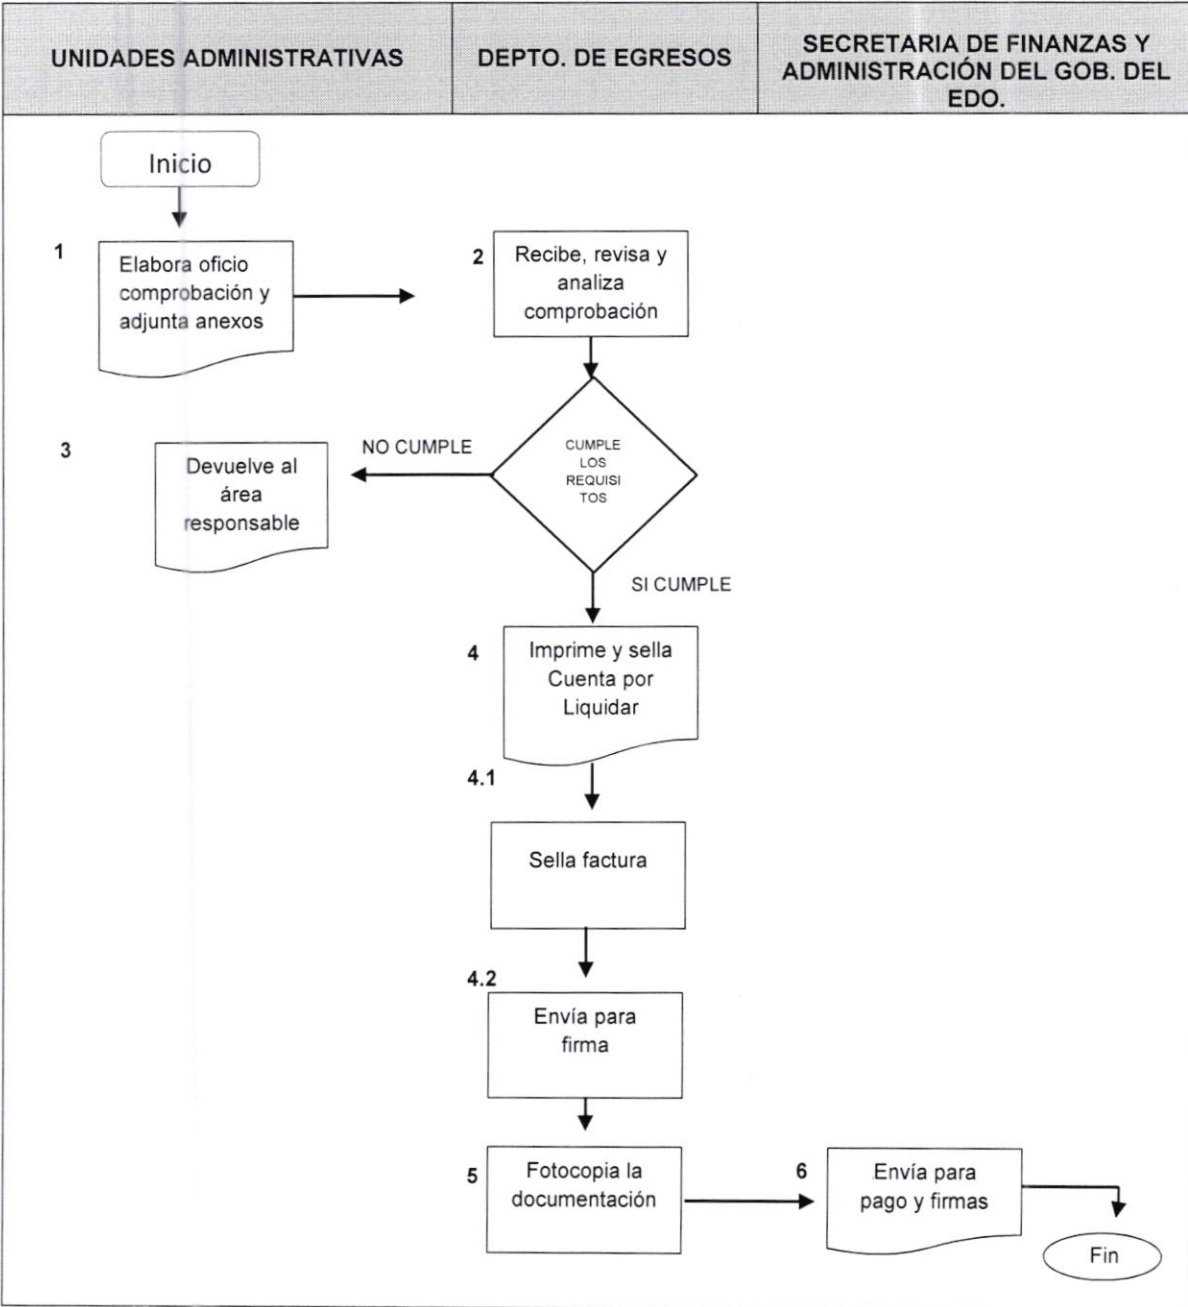 UNIDADES ADMINISTRATIVAS
DEPTO. DE EGRESOS
SECRETARIA DE FINANZAS Y
ADMINISTRACIÓN DEL GOB. DEL
EDO.
Inicio
1
Elabora oficio
comprobación y
adjunta anexos
2
Recibe, revisa y
analiza
comprobación
CUMPLE
LOS
REQUISI
TOS
NO CUMPLE
3
Devuelve al
área
responsable
SI CUMPLE
4
Imprime y sella
Cuenta por
Liquidar
4.1
Sella factura
4.2
Envía para
firma
5
Fotocopia la
documentación
6
Envía para
pago y firmas
Fin